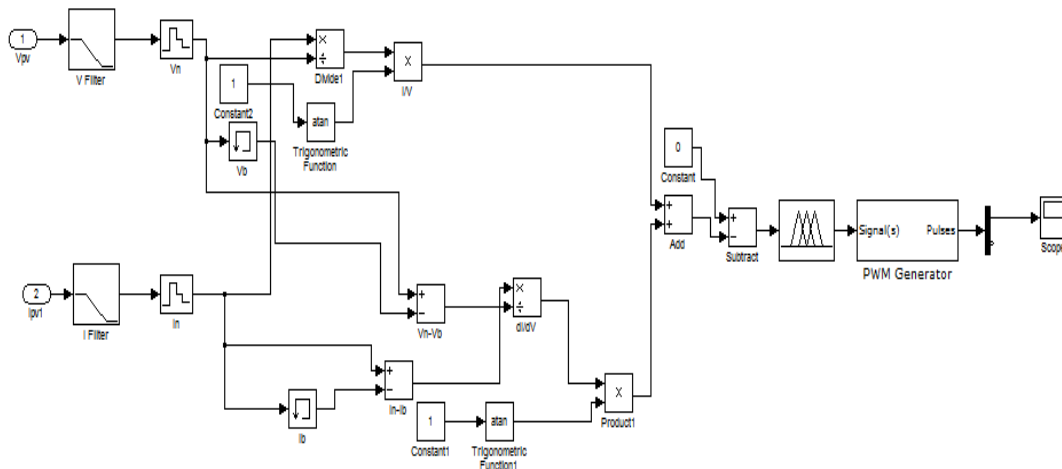 1
Vpv
V Filter
Vn
×
÷
Divide1
X
I/V
1
Constant2
atan
Trigonometric
Function
Vb
0
Constant
+
+
Add
+
−
Subtract
Signal(s) Pulses
PWM Generator
Scope
2
Ipv1
I Filter
In
+
−
Vn-Vb
×
÷
dI/dV
+
−
In-Ib
Ib
1
Constant1
atan
Trigonometric
Function1
X
Product1